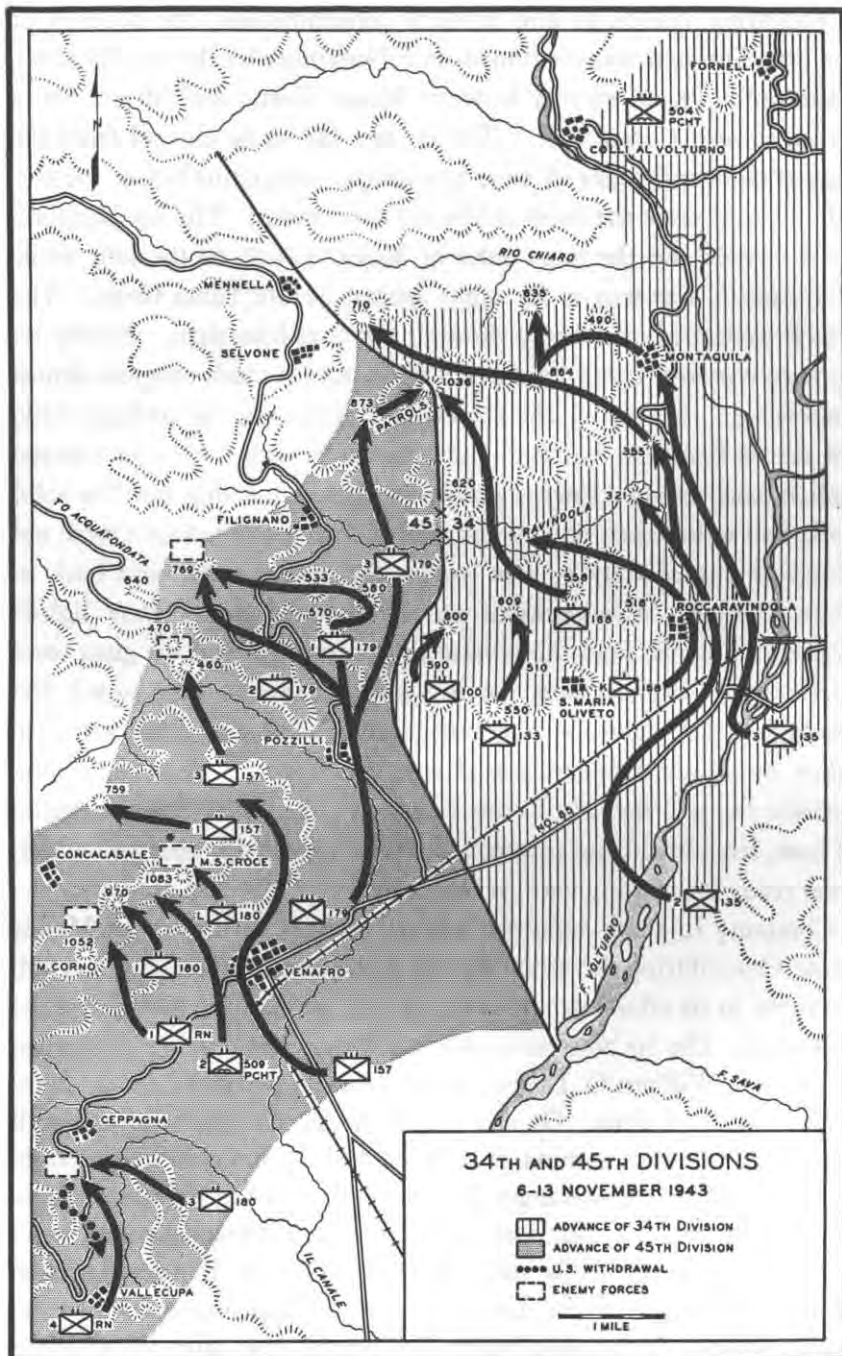 FORNELLI
504
PCHT
COLLI AL VOLTURNO
RIO CHIARO
MENNELLA
710
635
490
MONTAQUILA
SELVONE
1036
864
873
PATROLS
355
620
321
FILIGNANO
45
34
T. RAVINDOLA
TO ACQUAFONDATA
3
179
769
533
580
558
168
518
ROCCARAVINDOLA
640
570
600
609
470
1
179
460
590
510
2
179
100
K
168
S. MARIA
OLIVETO
550
1
133
3
135
POZZILLI
3
157
759
NO. 85
1
157
CONCACASALE
M.S. CROCE
1083
970
L
180
179
2
135
1052
M. CORNO
1
180
VENAFRO
F. VOLTURNO
1
RN
2
509
PCHT
157
F. SAVA
CEPPAGNA
3
180
IL CANALE
VALLECUPA
4
RN
34TH AND 45TH DIVISIONS
6-13 NOVEMBER 1943
ADVANCE OF 34TH DIVISION
ADVANCE OF 45TH DIVISION
U.S. WITHDRAWAL
ENEMY FORCES
1 MILE